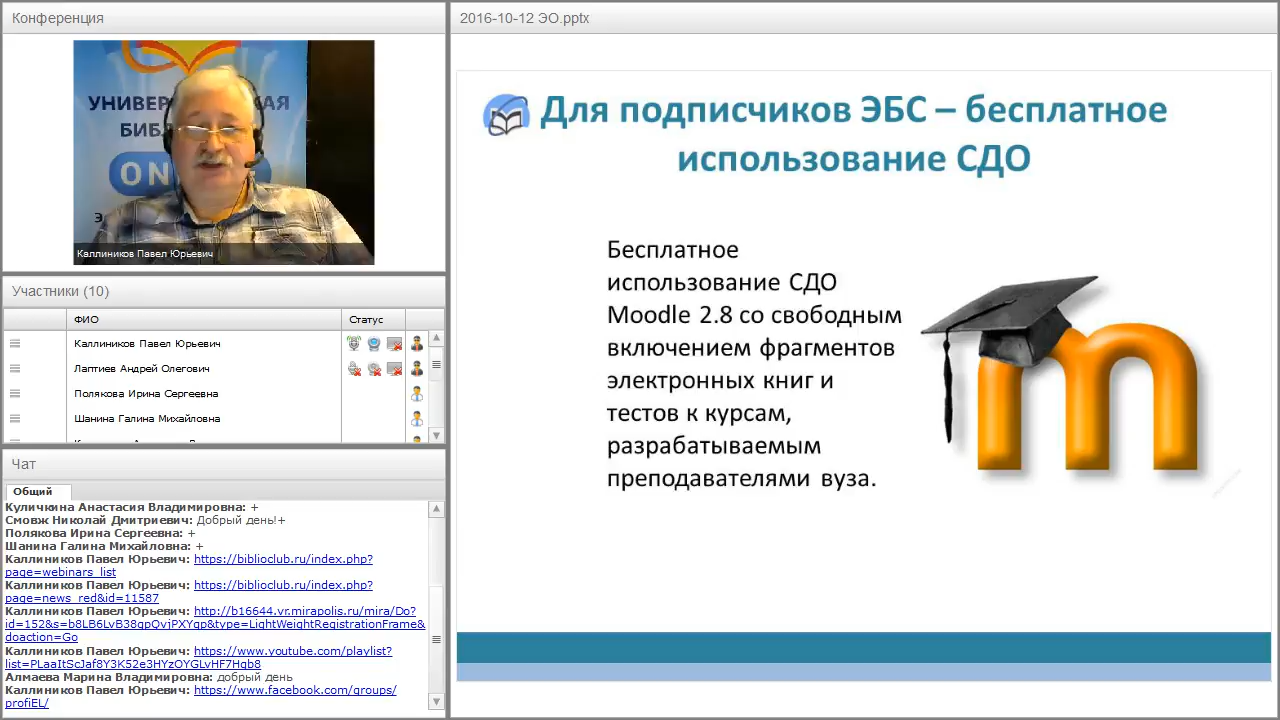 Конференция
УНИВЕР СКАЯ
БИБ
ON
Каллиников Павел Юрьевич
Участники (10)
ФИО
Статус
Каллиников Павел Юрьевич
Лаптиев Андрей Олегович
Полякова Ирина Сергеевна
Шанина Галина Михайловна
Чат
Общий
Куличкина Анастасия Владимировна: +
Смовж Николай Дмитриевич: Добрый день!+
Полякова Ирина Сергеевна: +
Шанина Галина Михайловна: +
Каллиников Павел Юрьевич: https://biblioclub.ru/index.php?
page=webinars_list
Каллиников Павел Юрьевич: https://biblioclub.ru/index.php?
page=news_red&id=11587
Каллиников Павел Юрьевич: http://b16644.vr.mirapolis.ru/mira/Do?
id=152&s=b8LB6LvB38gpQvjPXYqp&type=LightWeightRegistrationFrame&
doaction=Go
Каллиников Павел Юрьевич: https://www.youtube.com/playlist?
list=PLaaItScJaf8Y3K52e3HYzOYGLvHF7Hgb8
Алмаева Марина Владимировна: добрый день
Каллиников Павел Юрьевич: https://www.facebook.com/groups/
profiEL/
2016-10-12 ЭО.pptx
Для подписчиков ЭБС – бесплатное
использование СДО
Бесплатное
использование СДО
Moodle 2.8 со свободным
включением фрагментов
электронных книг и
тестов к курсам,
разрабатываемым
преподавателями вуза.
m